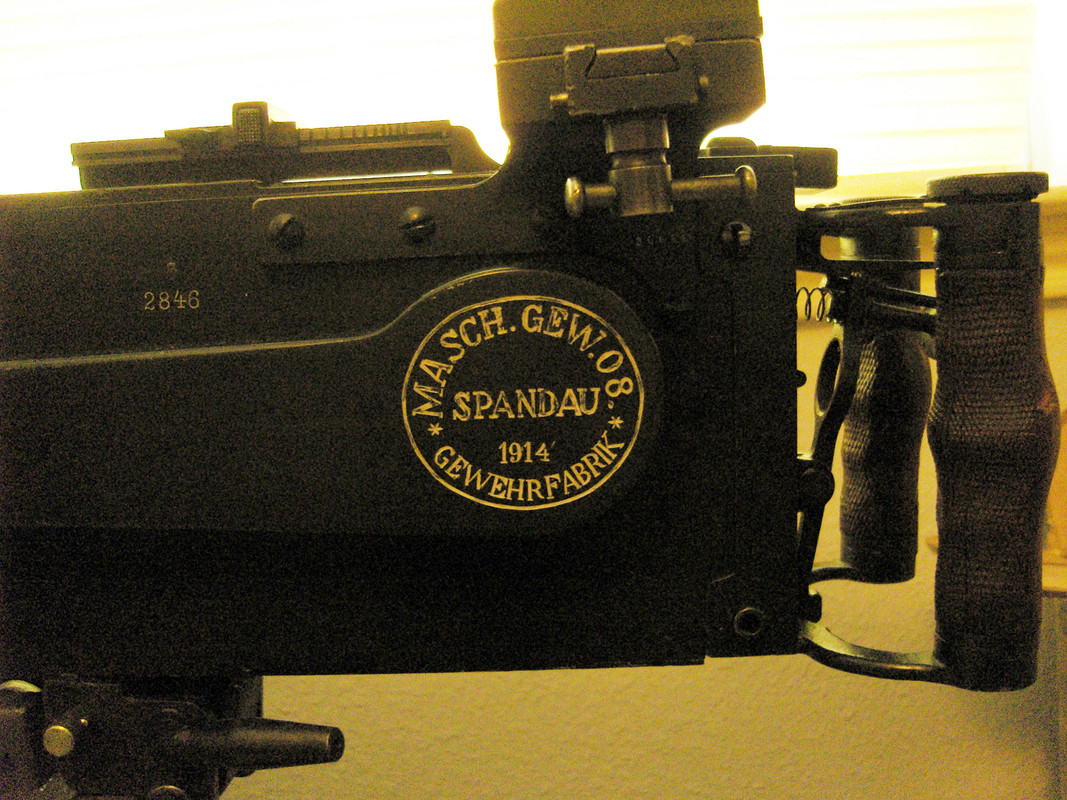 2846
MASCH. GEW. 08.
SPANDAU
1914
* GEWEHRFABRIK *